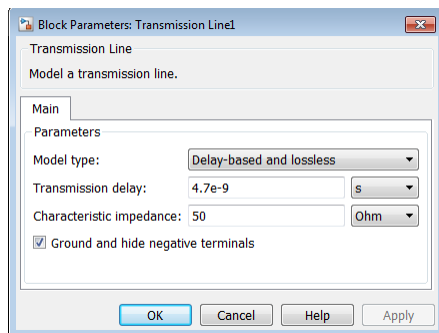 Block Parameters: Transmission Line1
Transmission Line
Model a transmission line.
Main
Parameters
Model type: Delay-based and lossless
Transmission delay: 4.7e-9 s
Characteristic impedance: 50 Ohm
Ground and hide negative terminals
OK Cancel Help Apply